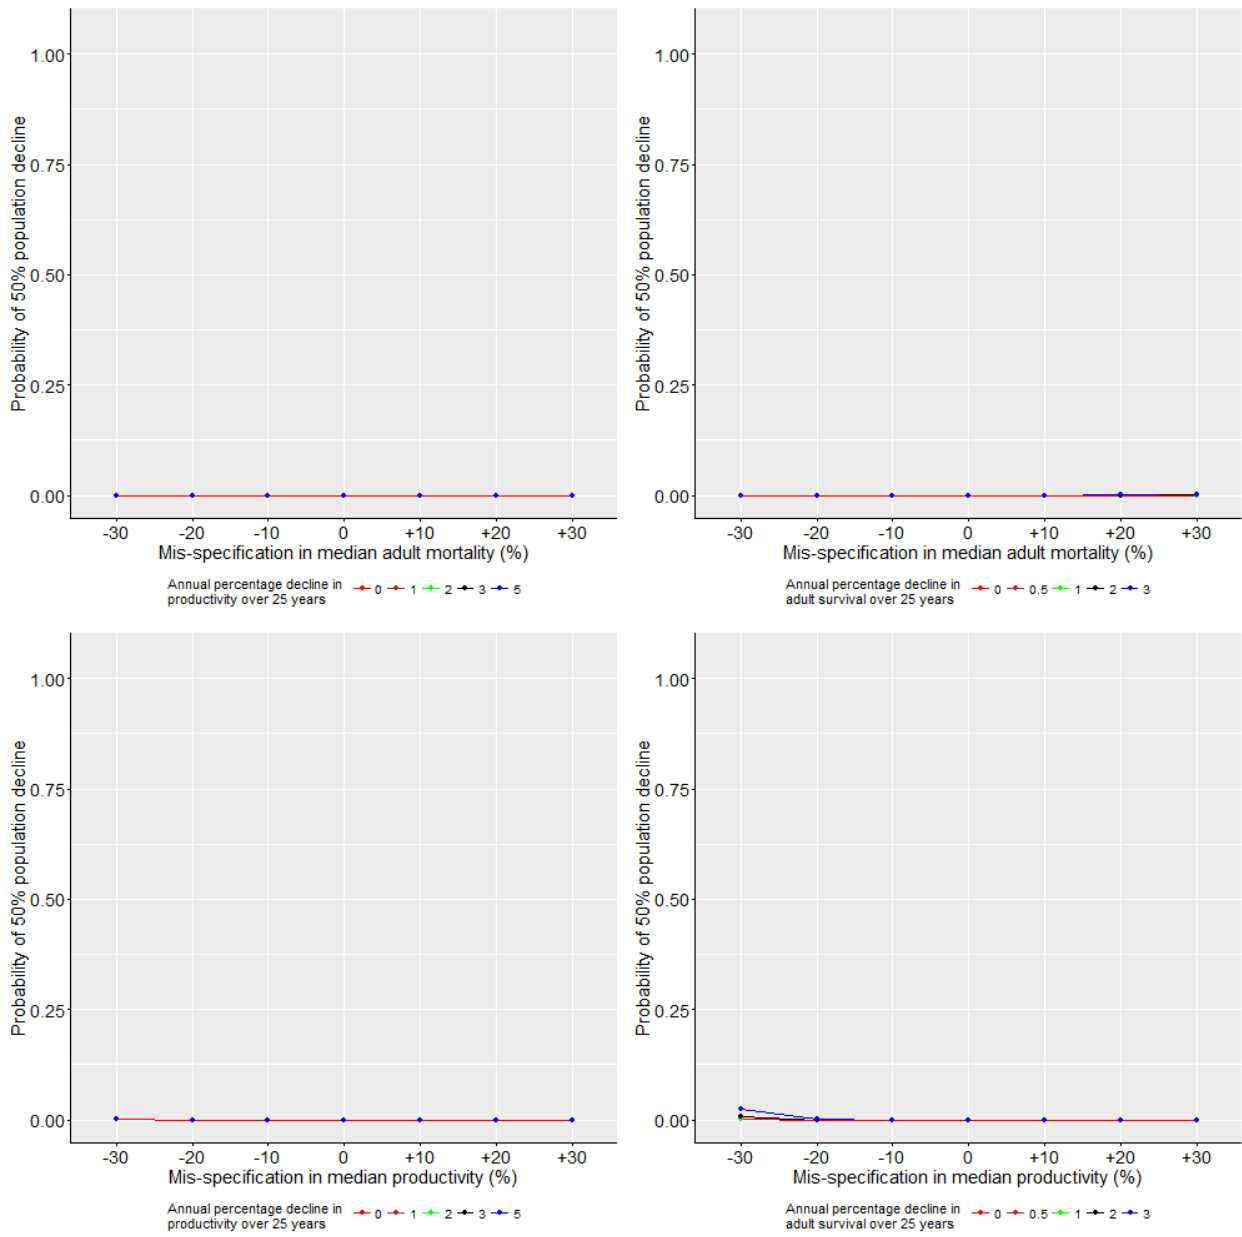 Probability of 50% population decline
1.00
0.75
0.50
0.25
0.00
-30 -20 -10 0 +10 +20 +30
Mis-specification in median adult mortality (%)
Annual percentage decline in
productivity over 25 years
0 1 2 3 5
Probability of 50% population decline
1.00
0.75
0.50
0.25
0.00
-30 -20 -10 0 +10 +20 +30
Mis-specification in median adult mortality (%)
Annual percentage decline in
adult survival over 25 years
0 0.5 1 2 3
Probability of 50% population decline
1.00
0.75
0.50
0.25
0.00
-30 -20 -10 0 +10 +20 +30
Mis-specification in median productivity (%)
Annual percentage decline in
productivity over 25 years
0 1 2 3 5
Probability of 50% population decline
1.00
0.75
0.50
0.25
0.00
-30 -20 -10 0 +10 +20 +30
Mis-specification in median productivity (%)
Annual percentage decline in
adult survival over 25 years
0 0.5 1 2 3